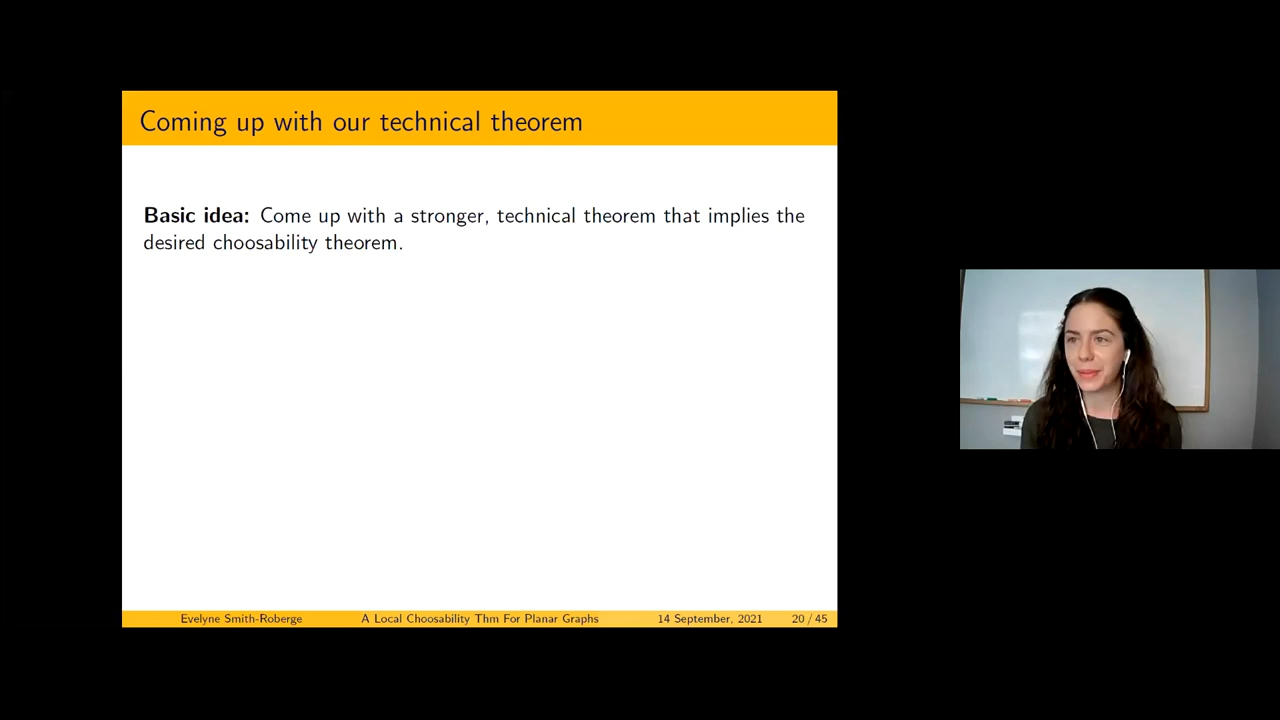 Coming up with our technical theorem
Basic idea: Come up with a stronger, technical theorem that implies the
desired choosability theorem.
Evelyne Smith-Roberge A Local Choosability Thm For Planar Graphs 14 September, 2021 20 / 45